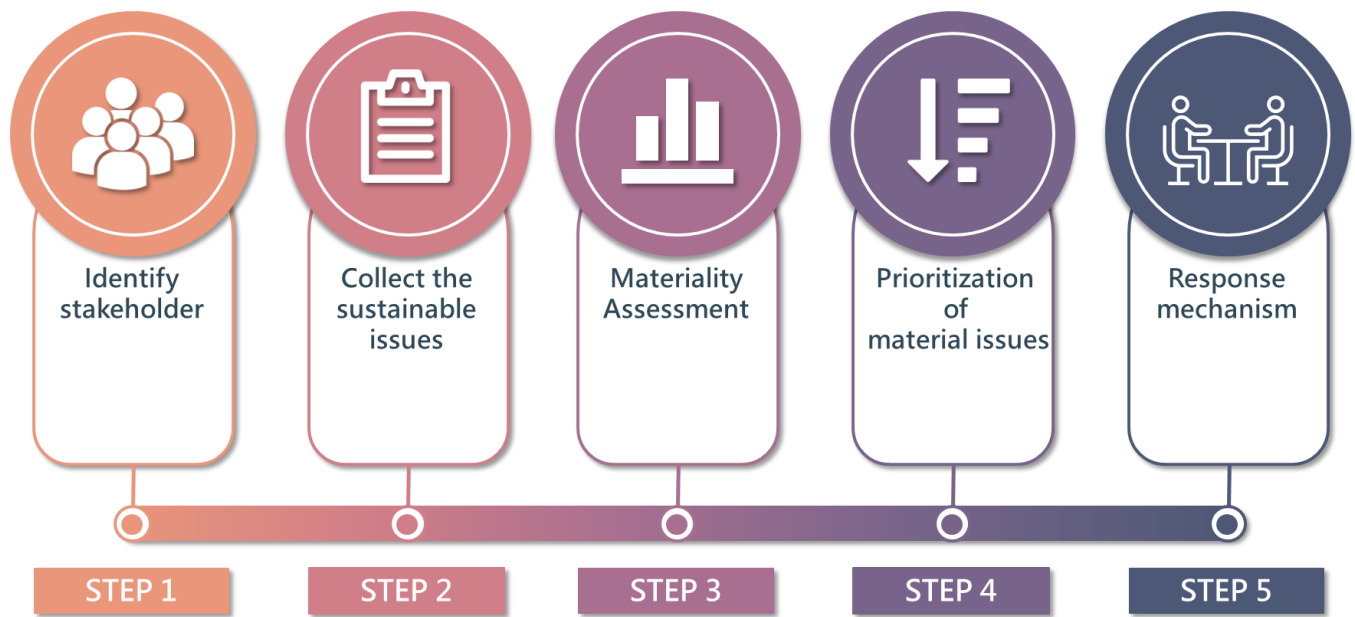 Identify
stakeholder
Collect the
sustainable
issues
Materiality
Assessment
Prioritization
of
material issues
Response
mechanism
STEP 1
STEP 2
STEP 3
STEP 4
STEP 5